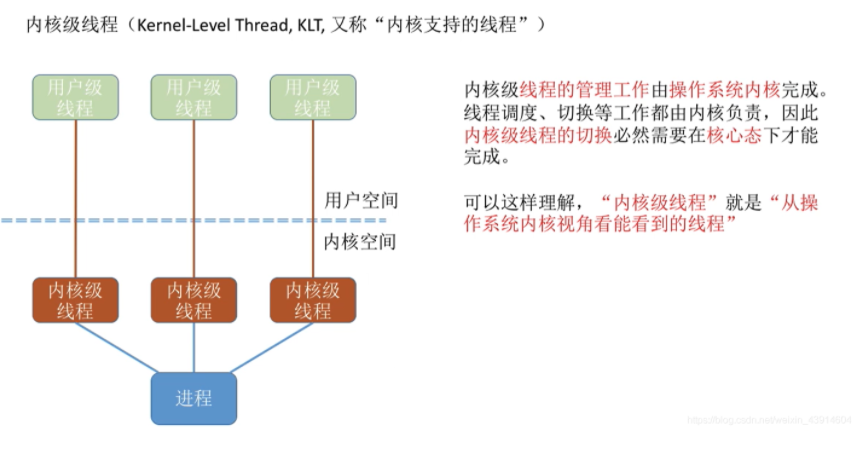 内核级线程（Kernel-Level Thread, KLT, 又称“内核支持的线程”）
用户级
线程
用户级
线程
用户级
线程
用户空间
内核空间
内核级
线程
内核级
线程
内核级
线程
进程
内核级线程的管理工作由操作系统内核完成。
线程调度、切换等工作都由内核负责，因此
内核级线程的切换必然需要在核心态下才能
完成。
可以这样理解，“内核级线程”就是“从操
作系统内核视角看能看到的线程”
https://blog.csdn.net/weixin_43914604